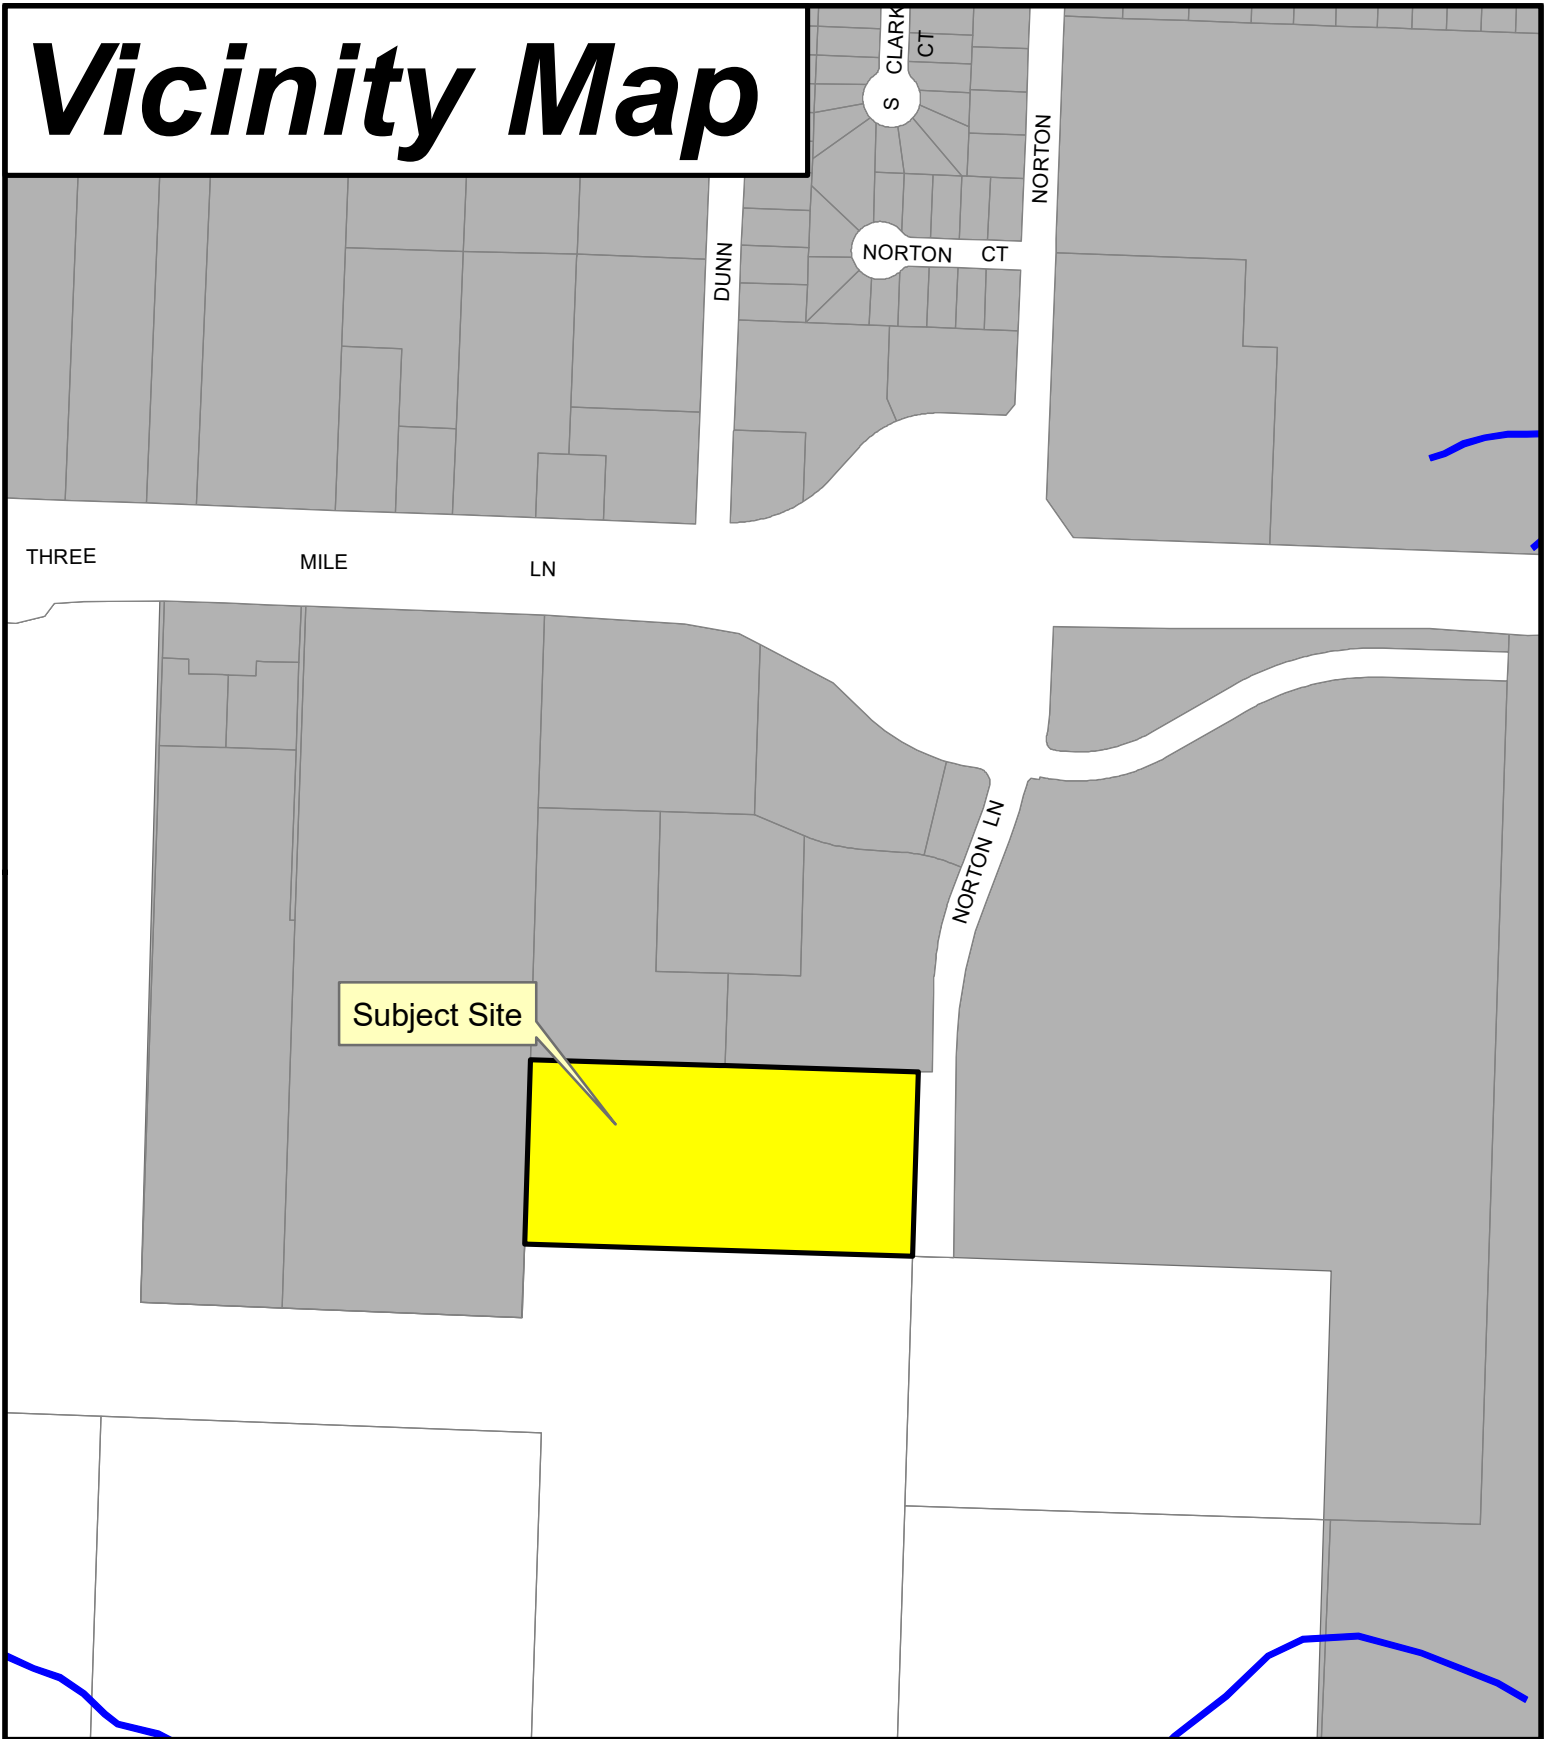 Vicinity Map
S CLARK
CT
NORTON
DUNN
NORTON CT
THREE MILE LN
NORTON LN
Subject Site